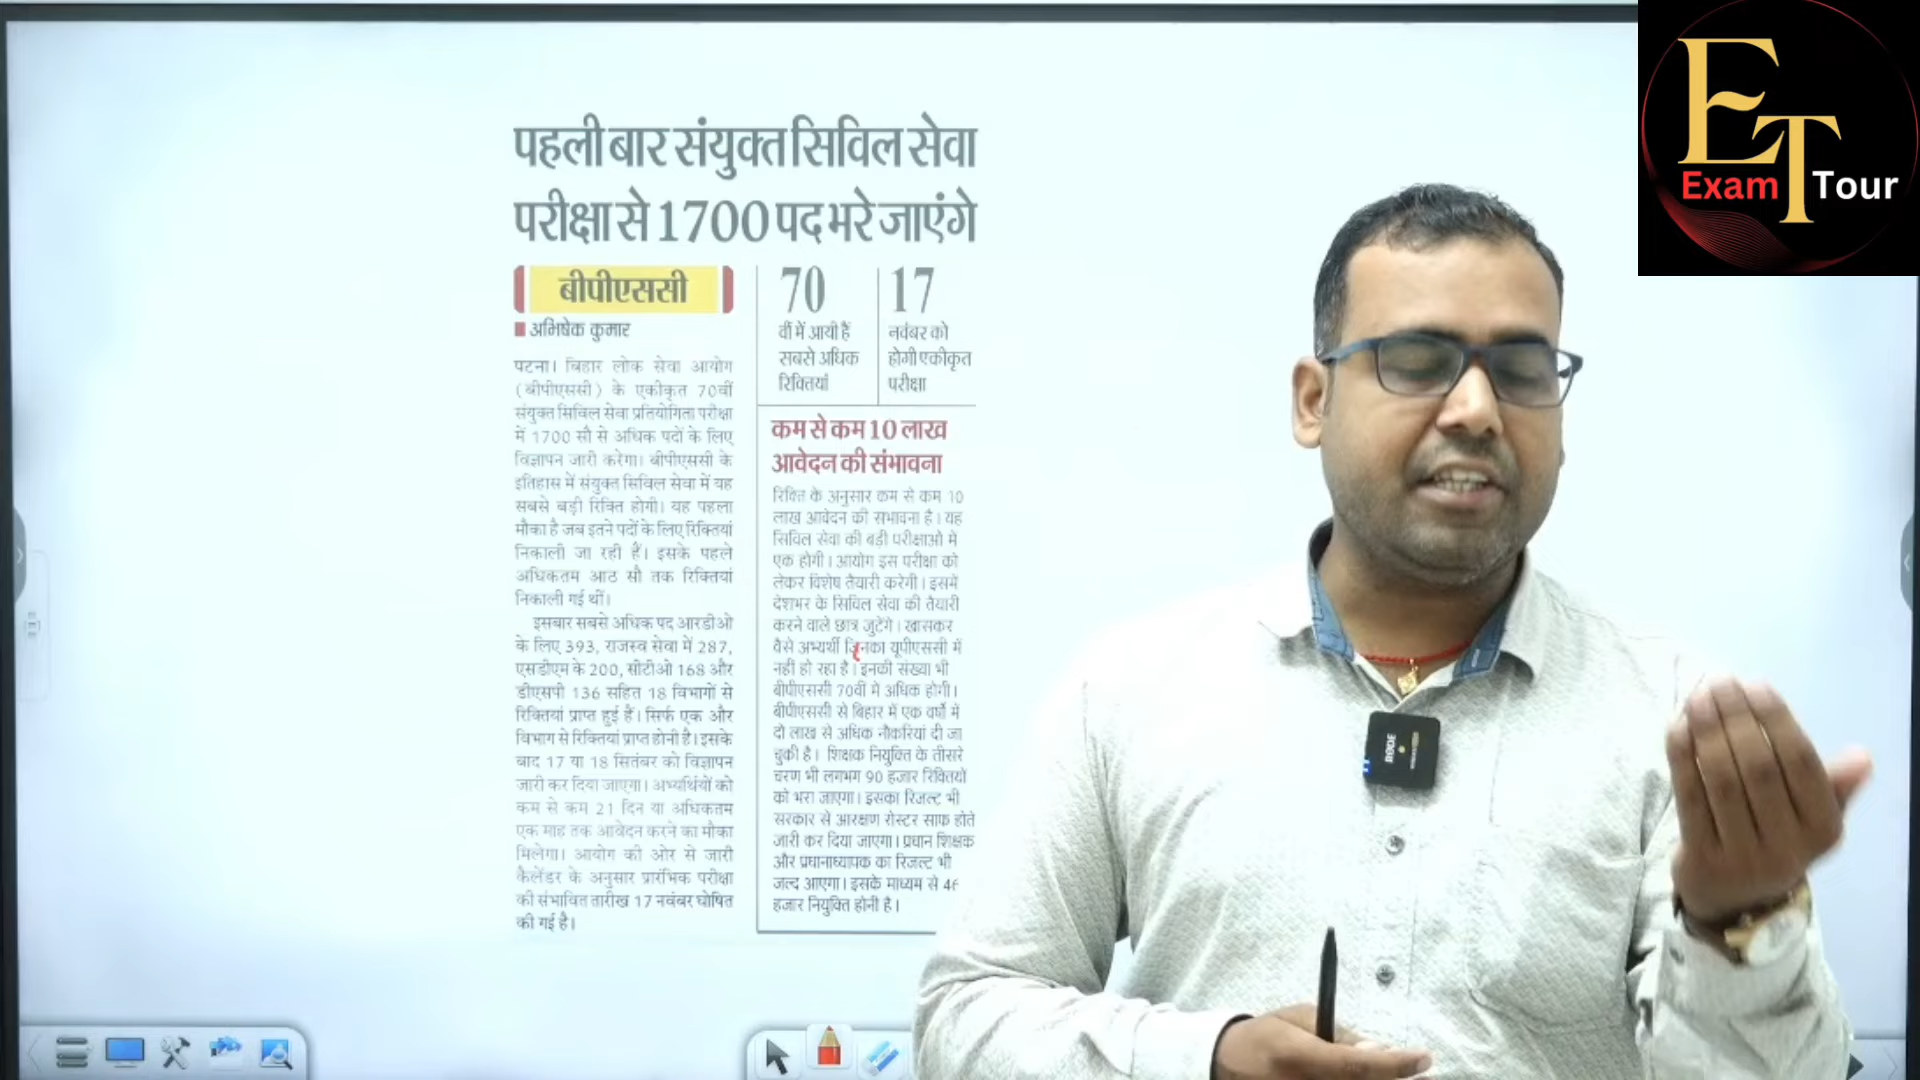 पहली बार संयुक्त सिविल सेवा
परीक्षा से 1700 पद भरे जाएंगे
बीपीएससी
अभिषेक कुमार
पटना। बिहार लोक सेवा आयोग
(बीपीएससी) के एकीकृत 70वीं
संयुक्त सिविल सेवा प्रतियोगिता परीक्षा
में 1700 सौ से अधिक पदों के लिए
विज्ञापन जारी करेगा। बीपीएससी के
इतिहास में संयुक्त सिविल सेवा में यह
सबसे बड़ी रिक्ति होगी। यह पहला
मौका है जब इतने पदों के लिए रिक्तियां
निकाली जा रही हैं। इसके पहले
अधिकतम आठ सौ तक रिक्तियां
निकाली गई थीं।
इसबार सबसे अधिक पद आरडीओ
के लिए 393, राजस्व सेवा में 287,
एसडीएम के 200, सीटीओ 168 और
डीएसपी 136 सहित 18 विभागों से
रिक्तियां प्राप्त हुई हैं। सिर्फ एक और
विभाग से रिक्तियां प्राप्त होनी है। इसके
बाद 17 या 18 सितंबर को विज्ञापन
जारी कर दिया जाएगा। अभ्यर्थियों को
कम से कम 21 दिन या अधिकतम
एक माह तक आवेदन करने का मौका
मिलेगा। आयोग की ओर से जारी
कैलेंडर के अनुसार प्रारंभिक परीक्षा
की संभावित तारीख 17 नवंबर घोषित
की गई है।
70
वीं में आयी हैं
सबसे अधिक
रिक्तियां
17
नवंबर को
होगी एकीकृत
परीक्षा
कम से कम 10 लाख
आवेदन की संभावना
रिक्ति के अनुसार कम से कम 10
लाख आवेदन की संभावना है। यह
सिविल सेवा की बड़ी परीक्षाओं में
एक होगी। आयोग इस परीक्षा को
लेकर विशेष तैयारी करेगी। इसमें
देशभर के सिविल सेवा की तैयारी
करने वाले छात्र जुटेंगे। खासकर
वैसे अभ्यर्थी जिनका यूपीएससी में
नहीं हो रहा है। इनकी संख्या भी
बीपीएससी 70वीं में अधिक होगी।
बीपीएससी से बिहार में एक वर्षों में
दो लाख से अधिक नौकरियां दी जा
चुकी है। शिक्षक नियुक्ति के तीसरे
चरण भी लगभग 90 हजार रिक्तियों
को भरा जाएगा। इसका रिजल्ट भी
सरकार से आरक्षण रोस्टर साफ होते
जारी कर दिया जाएगा। प्रधान शिक्षक
और प्रधानाध्यापक का रिजल्ट भी
जल्द आएगा। इसके माध्यम से 46
हजार नियुक्ति होनी है।
ET
Exam Tour
RODE